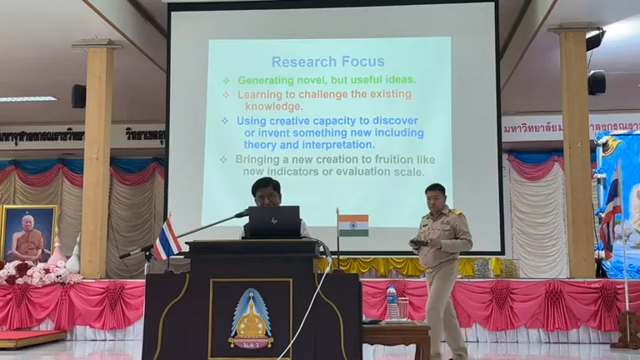 Research Focus
❖ Generating novel, but useful ideas.
❖ Learning to challenge the existing
knowledge.
❖ Using creative capacity to discover
or invent something new including
theory and interpretation.
❖ Bringing a new creation to fruition like
new indicators or evaluation scale.
hp